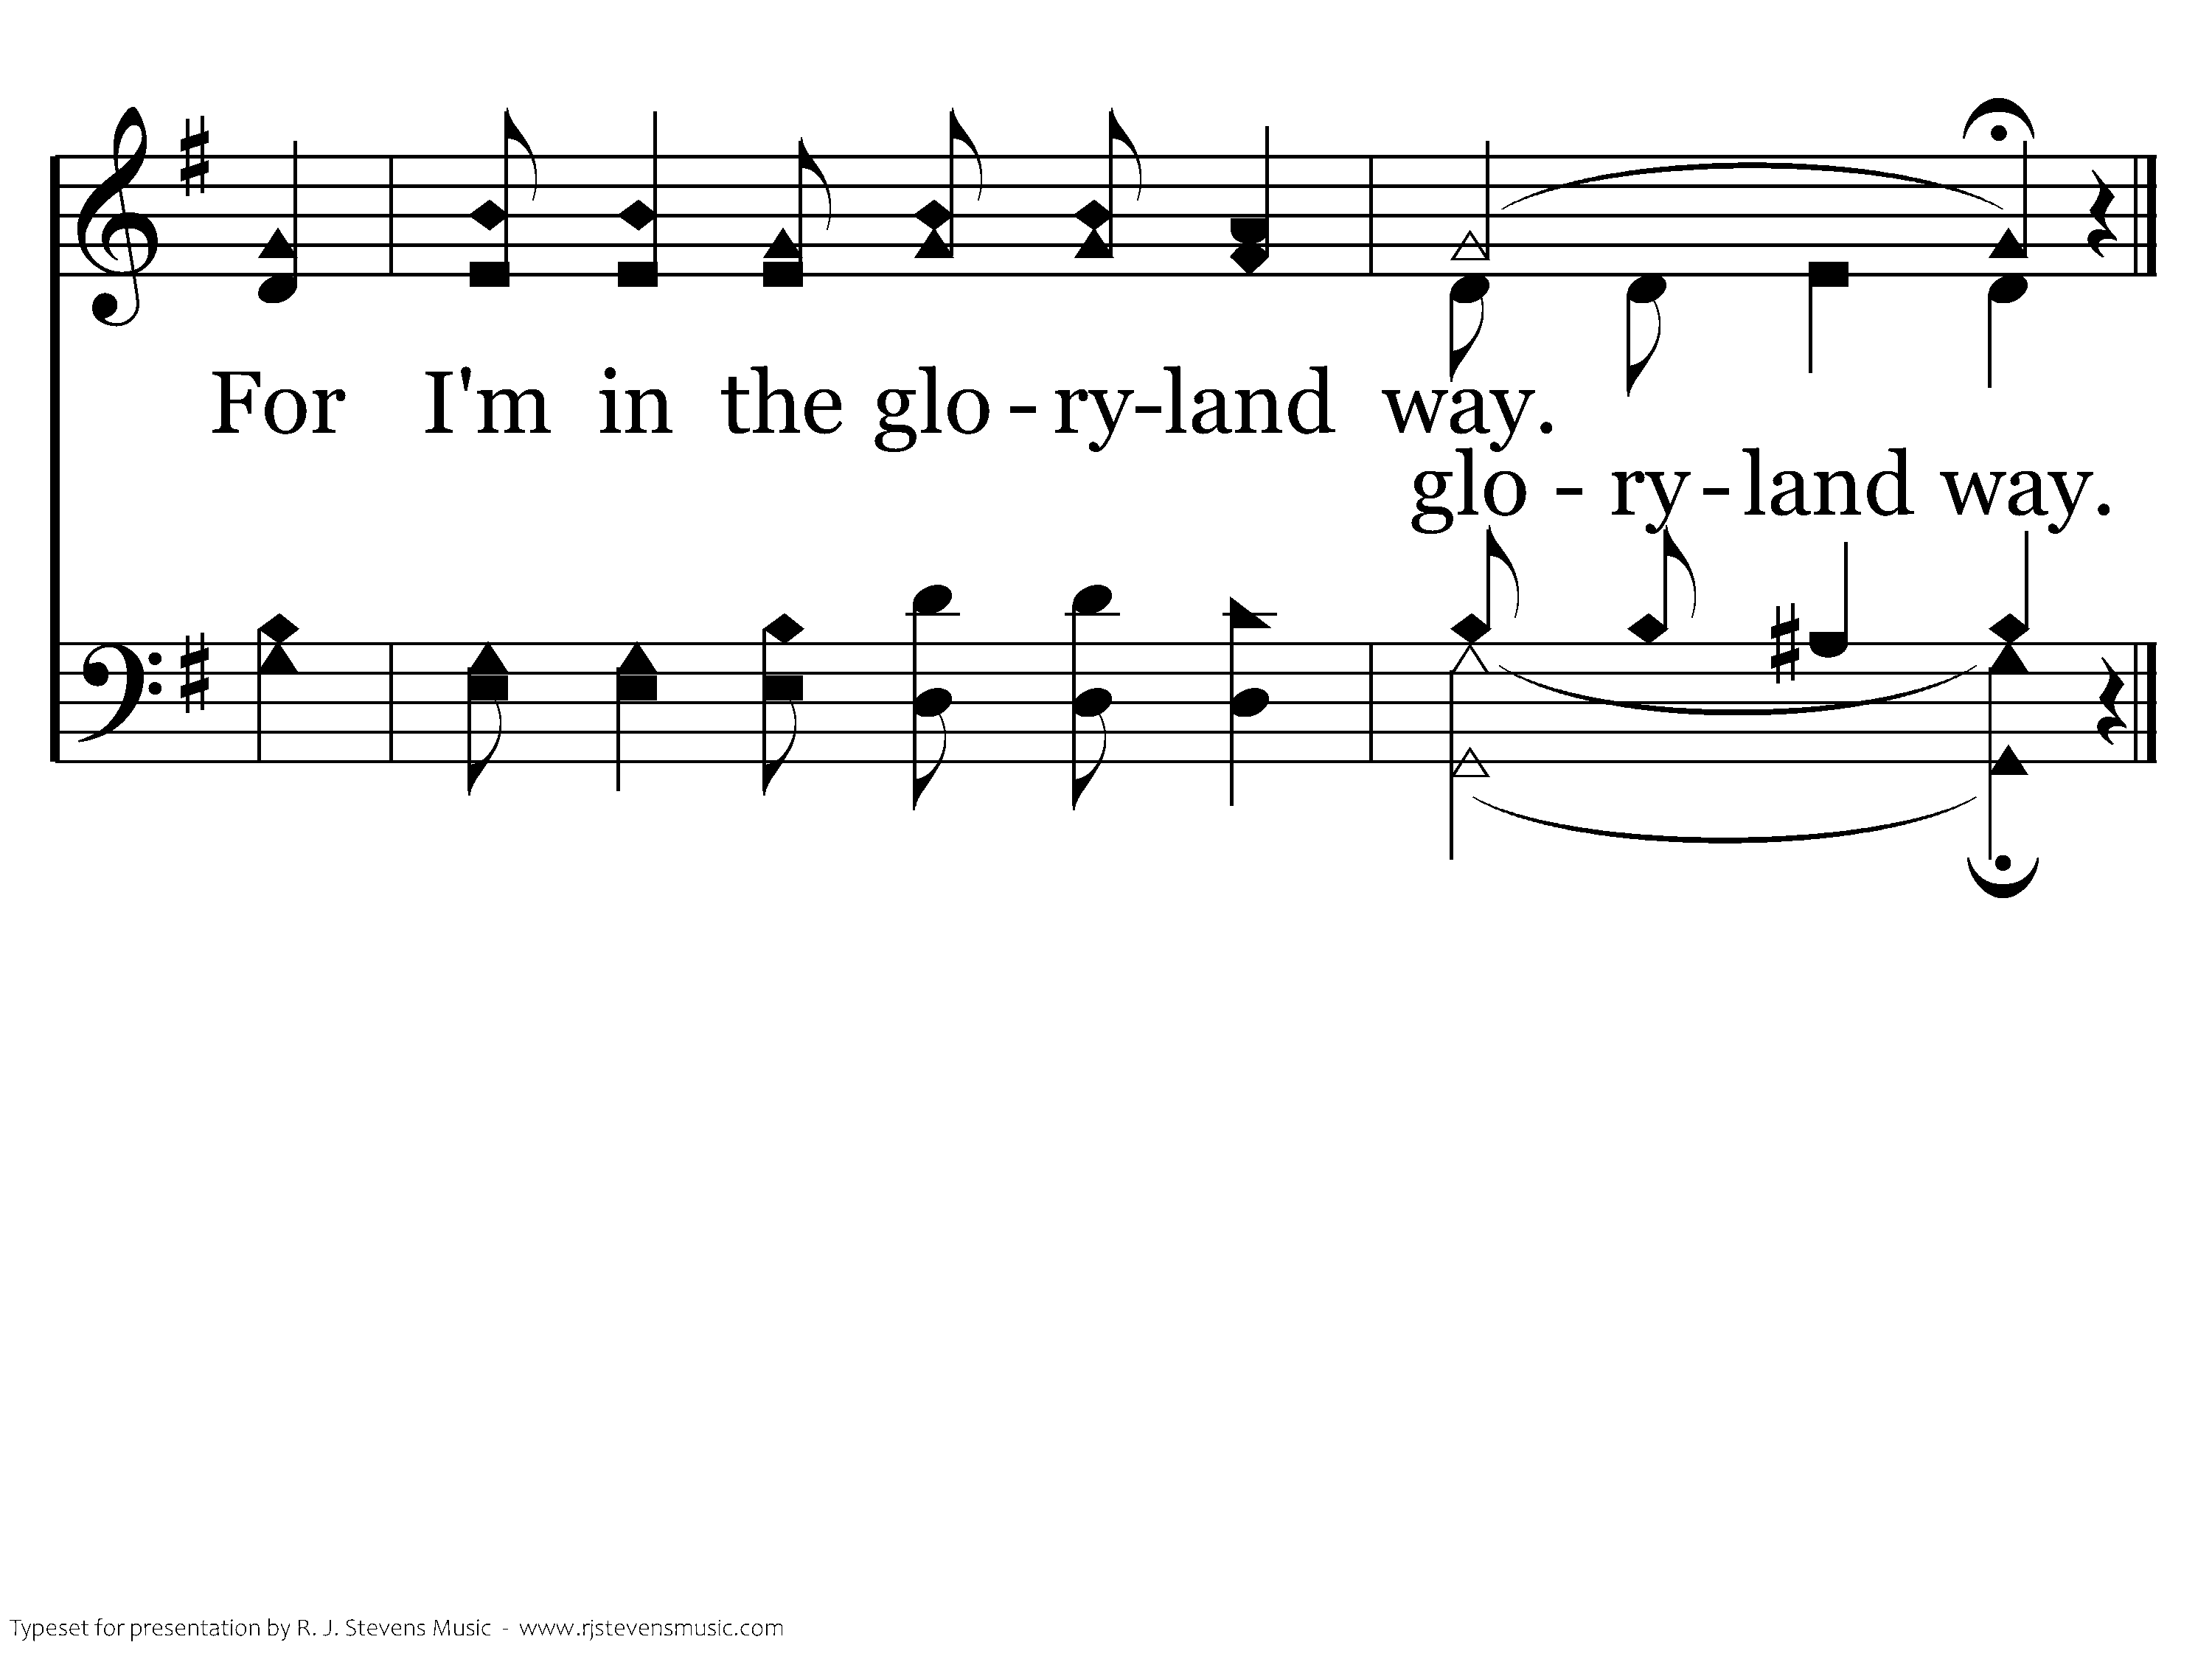 For I'm in the glo - ry-land way.
glo - ry - land way.
Typeset for presentation by R. J. Stevens Music - www.rjstevensmusic.com